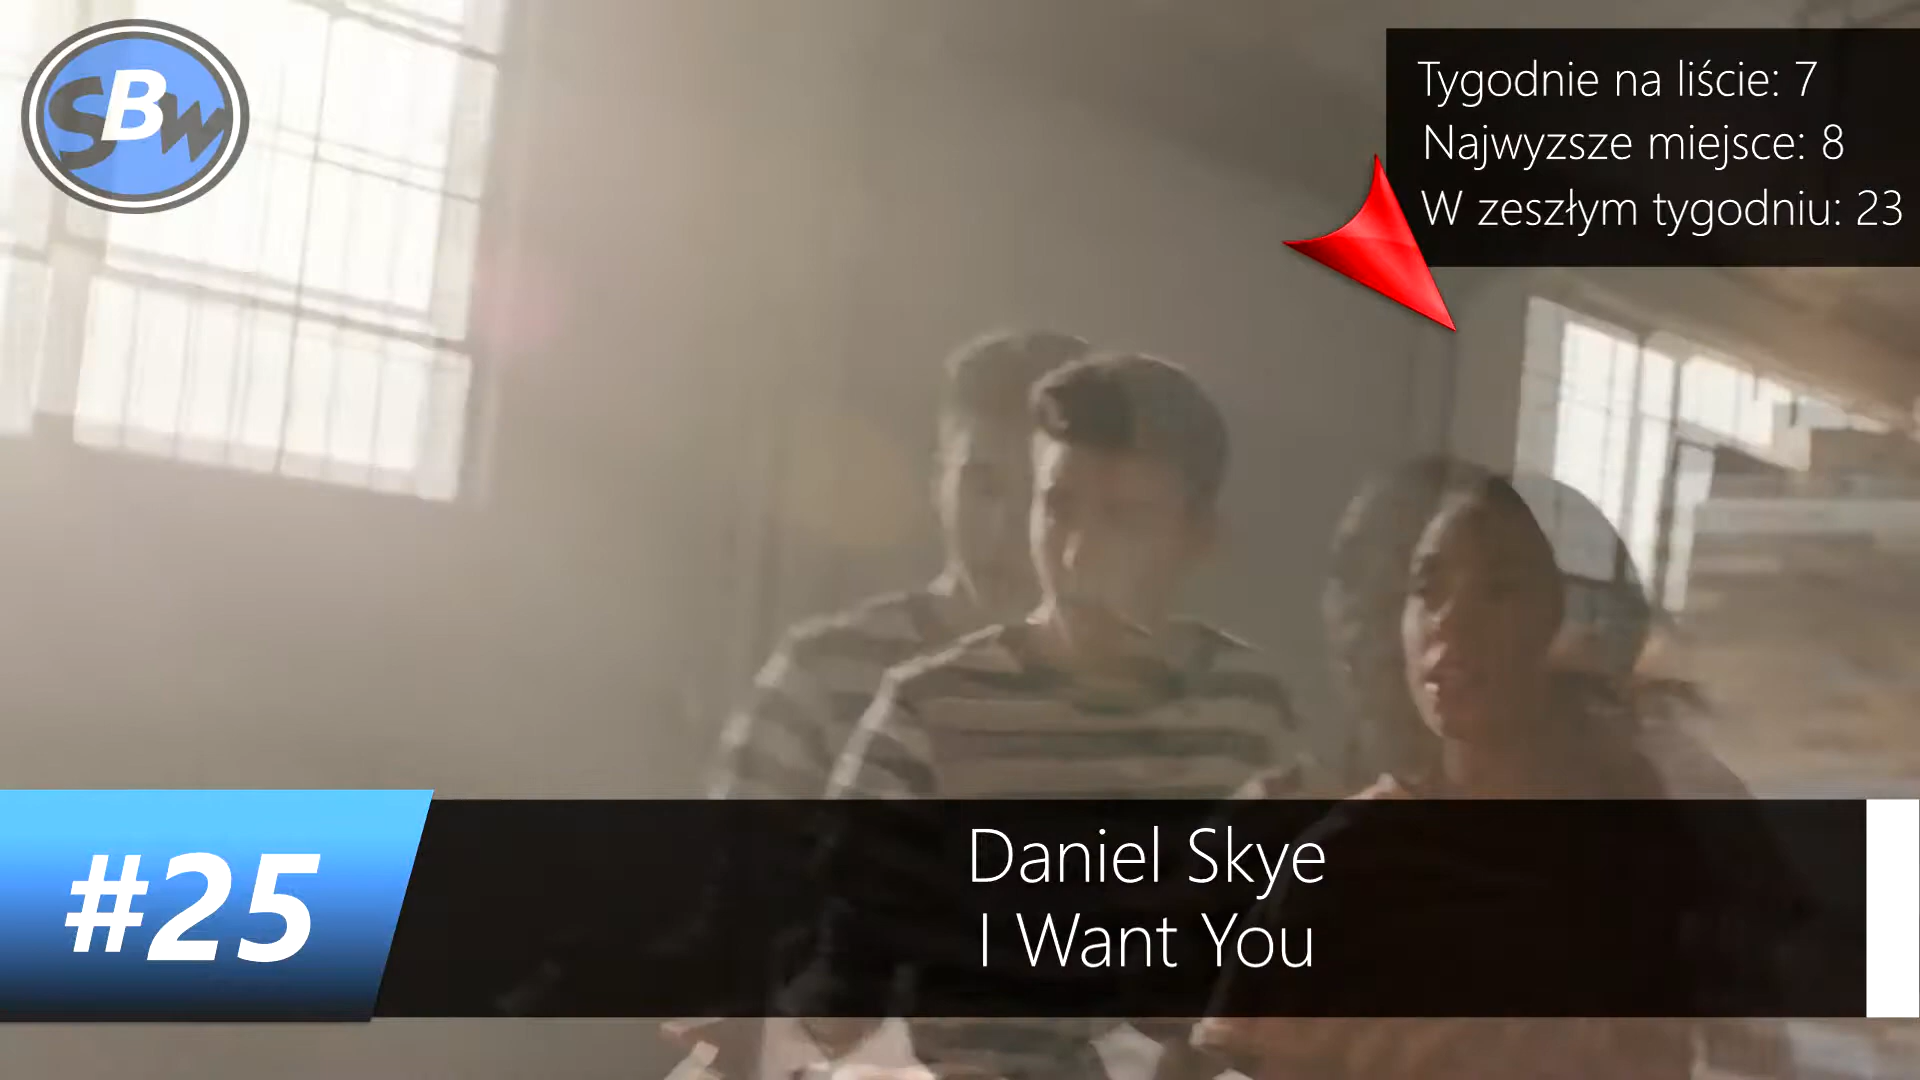 SBW
Tygodnie na liście: 7
Najwyzsze miejsce: 8
W zeszłym tygodniu: 23
#25
Daniel Skye
I Want You